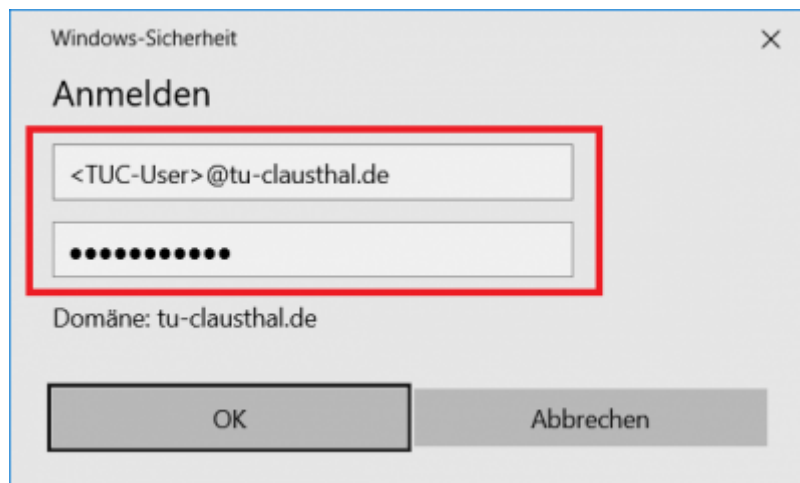 Windows-Sicherheit
Anmelden
<TUC-User>@tu-clausthal.de
●●●●●●●●●●●
Domäne: tu-clausthal.de
OK
Abbrechen